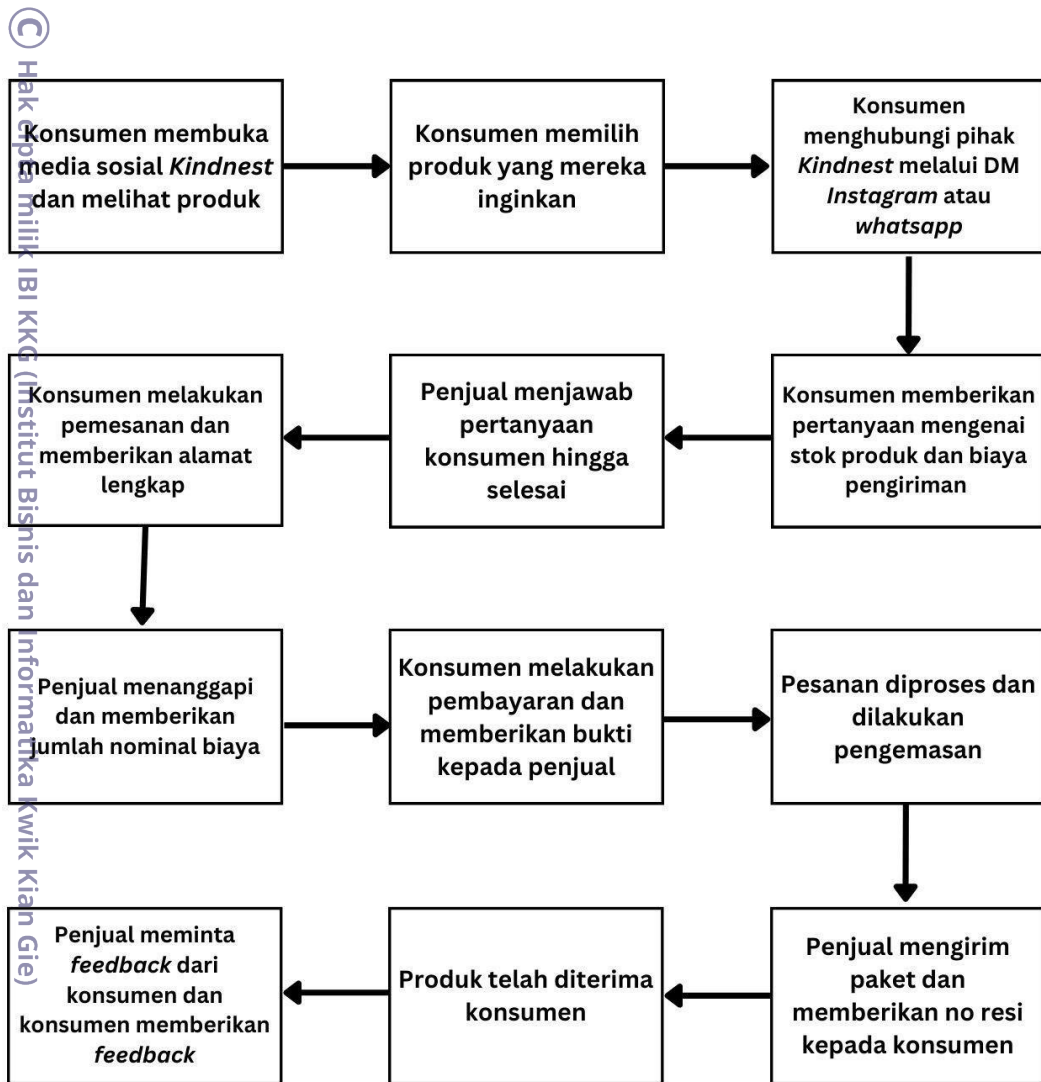 © Hak cipta milik IBI KKG (Institut Bisnis dan Informatika Kwik Kian Gie)
Konsumen membuka
media sosial Kindnest
dan melihat produk
Konsumen memilih
produk yang mereka
inginkan
Konsumen
menghubungi pihak
Kindnest melalui DM
Instagram atau
whatsapp
Konsumen memberikan
pertanyaan mengenai
stok produk dan biaya
pengiriman
Penjual menjawab
pertanyaan
konsumen hingga
selesai
Konsumen melakukan
pemesanan dan
memberikan alamat
lengkap
Penjual menanggapi
dan memberikan
jumlah nominal biaya
Konsumen melakukan
pembayaran dan
memberikan bukti
kepada penjual
Pesanan diproses dan
dilakukan
pengemasan
Penjual mengirim
paket dan
memberikan no resi
kepada konsumen
Produk telah diterima
konsumen
Penjual meminta
feedback dari
konsumen dan
konsumen memberikan
feedback